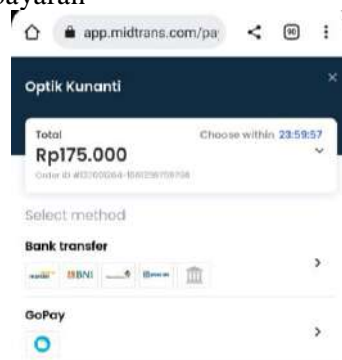 app.midtrans.com/pa
90
Optik Kunanti
Total
Choose within 23:59:57
Rp175.000
Select method
Bank transfer
BNI
GoPay